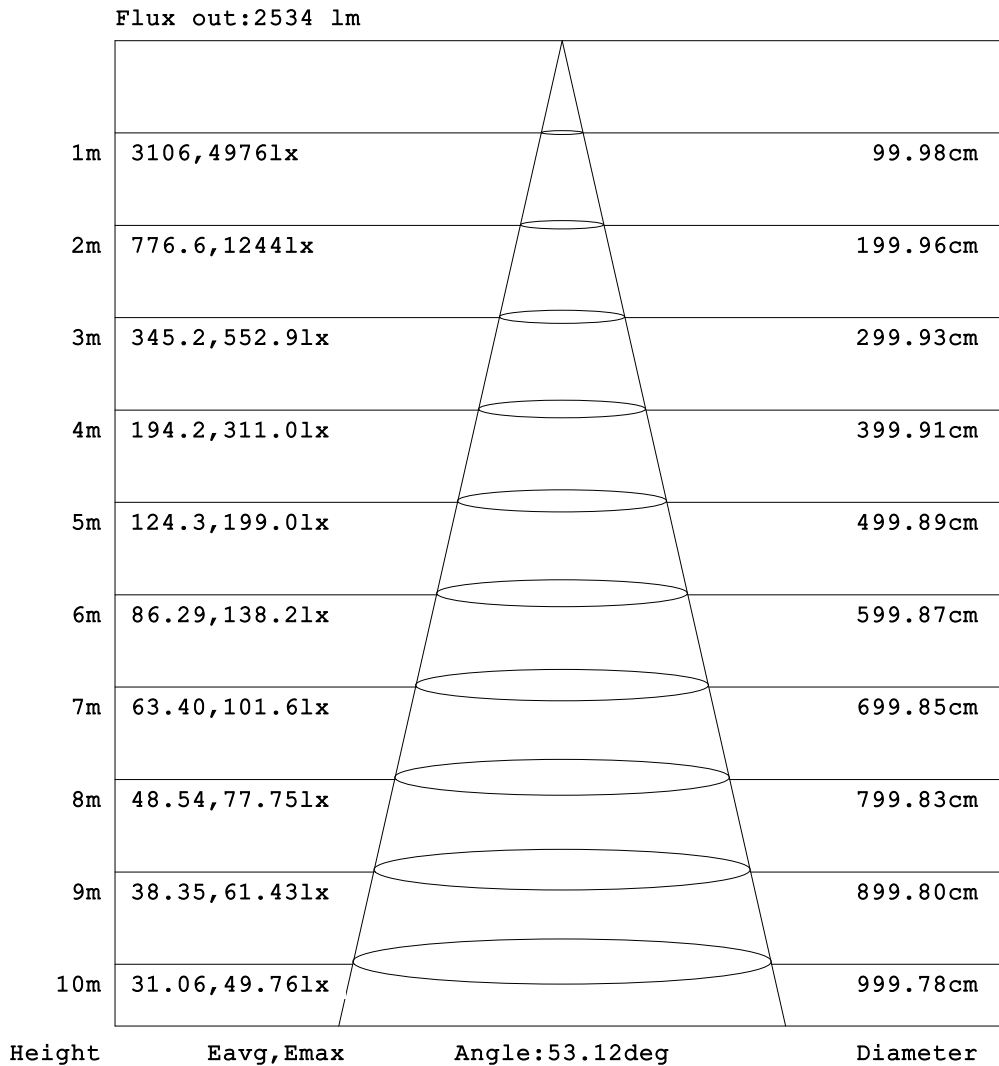 Flux out:2534 lm
1m 3106,4976lx 99.98cm
2m 776.6,1244lx 199.96cm
3m 345.2,552.9lx 299.93cm
4m 194.2,311.0lx 399.91cm
5m 124.3,199.0lx 499.89cm
6m 86.29,138.2lx 599.87cm
7m 63.40,101.6lx 699.85cm
8m 48.54,77.75lx 799.83cm
9m 38.35,61.43lx 899.80cm
10m 31.06,49.76lx 999.78cm
Height Eavg,Emax Angle:53.12deg Diameter